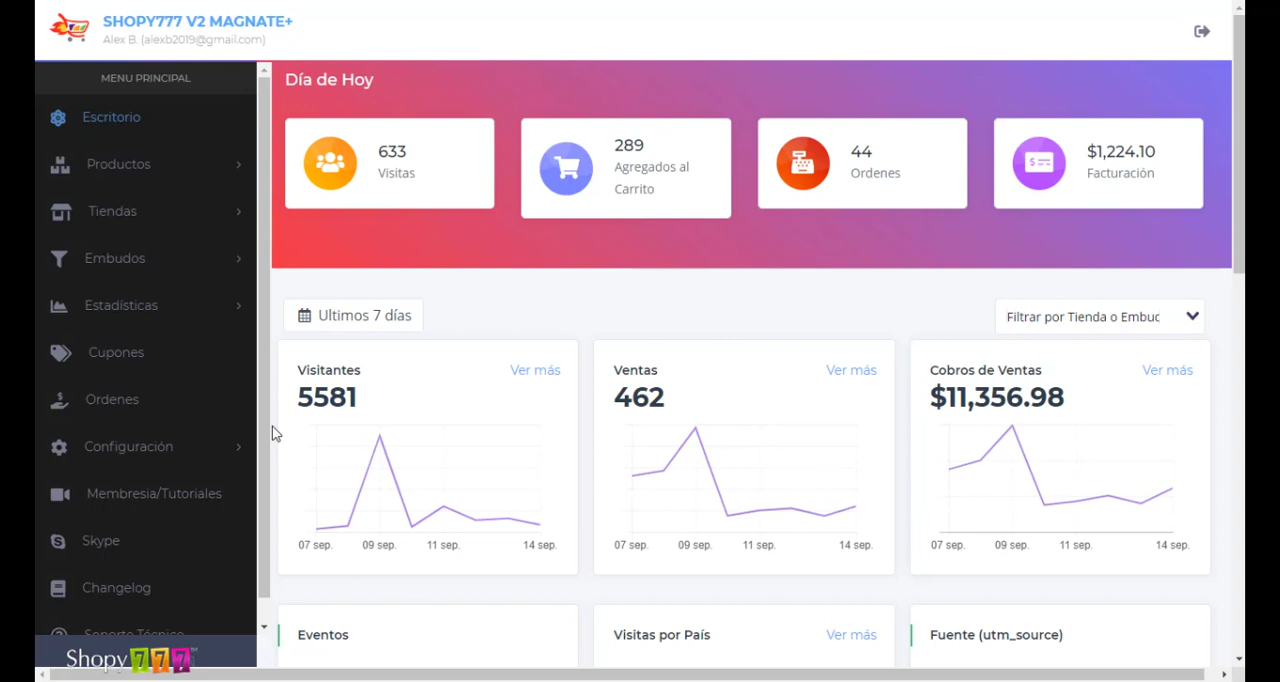 SHOPY777 V2 MAGNATE+
Alex B. (alexb2019@gmail.com)
MENU PRINCIPAL
Escritorio
Productos
Tiendas
Embudos
Estadísticas
Cupones
Ordenes
Configuración
Membresia/Tutoriales
Skype
Changelog
Soporte Técnico
Shopy777™
Día de Hoy
633
Visitas
289
Agregados al
Carrito
44
Ordenes
$1,224.10
Facturación
Ultimos 7 días
Filtrar por Tienda o Embuc
Visitantes Ver más
5581
07 sep. 09 sep. 11 sep. 14 sep.
Ventas Ver más
462
07 sep. 09 sep. 11 sep. 14 sep.
Cobros de Ventas Ver más
$11,356.98
07 sep. 09 sep. 11 sep. 14 sep.
Eventos
Visitas por País Ver más
Fuente (utm_source)